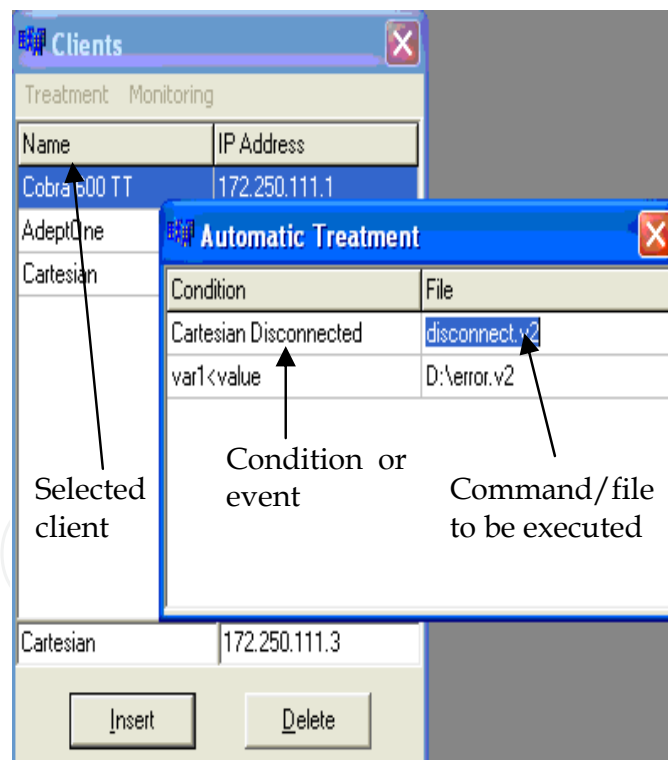 Clients
Treatment Monitoring
Name IP Address
Cobra 600 TT 172.250.111.1
AdeptOne
Cartesian
Automatic Treatment
Condition File
Cartesian Disconnected disconnect.v2
var1<value D:\error.v2
Selected
client
Condition or
event
Command/file
to be executed
Cartesian 172.250.111.3
Insert Delete